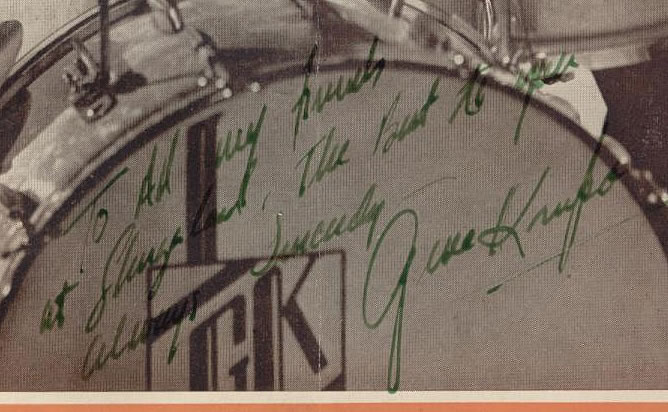 To All my friends
at Slingerland, The Best to you
always
Sincerely
Gene Krupa
GK